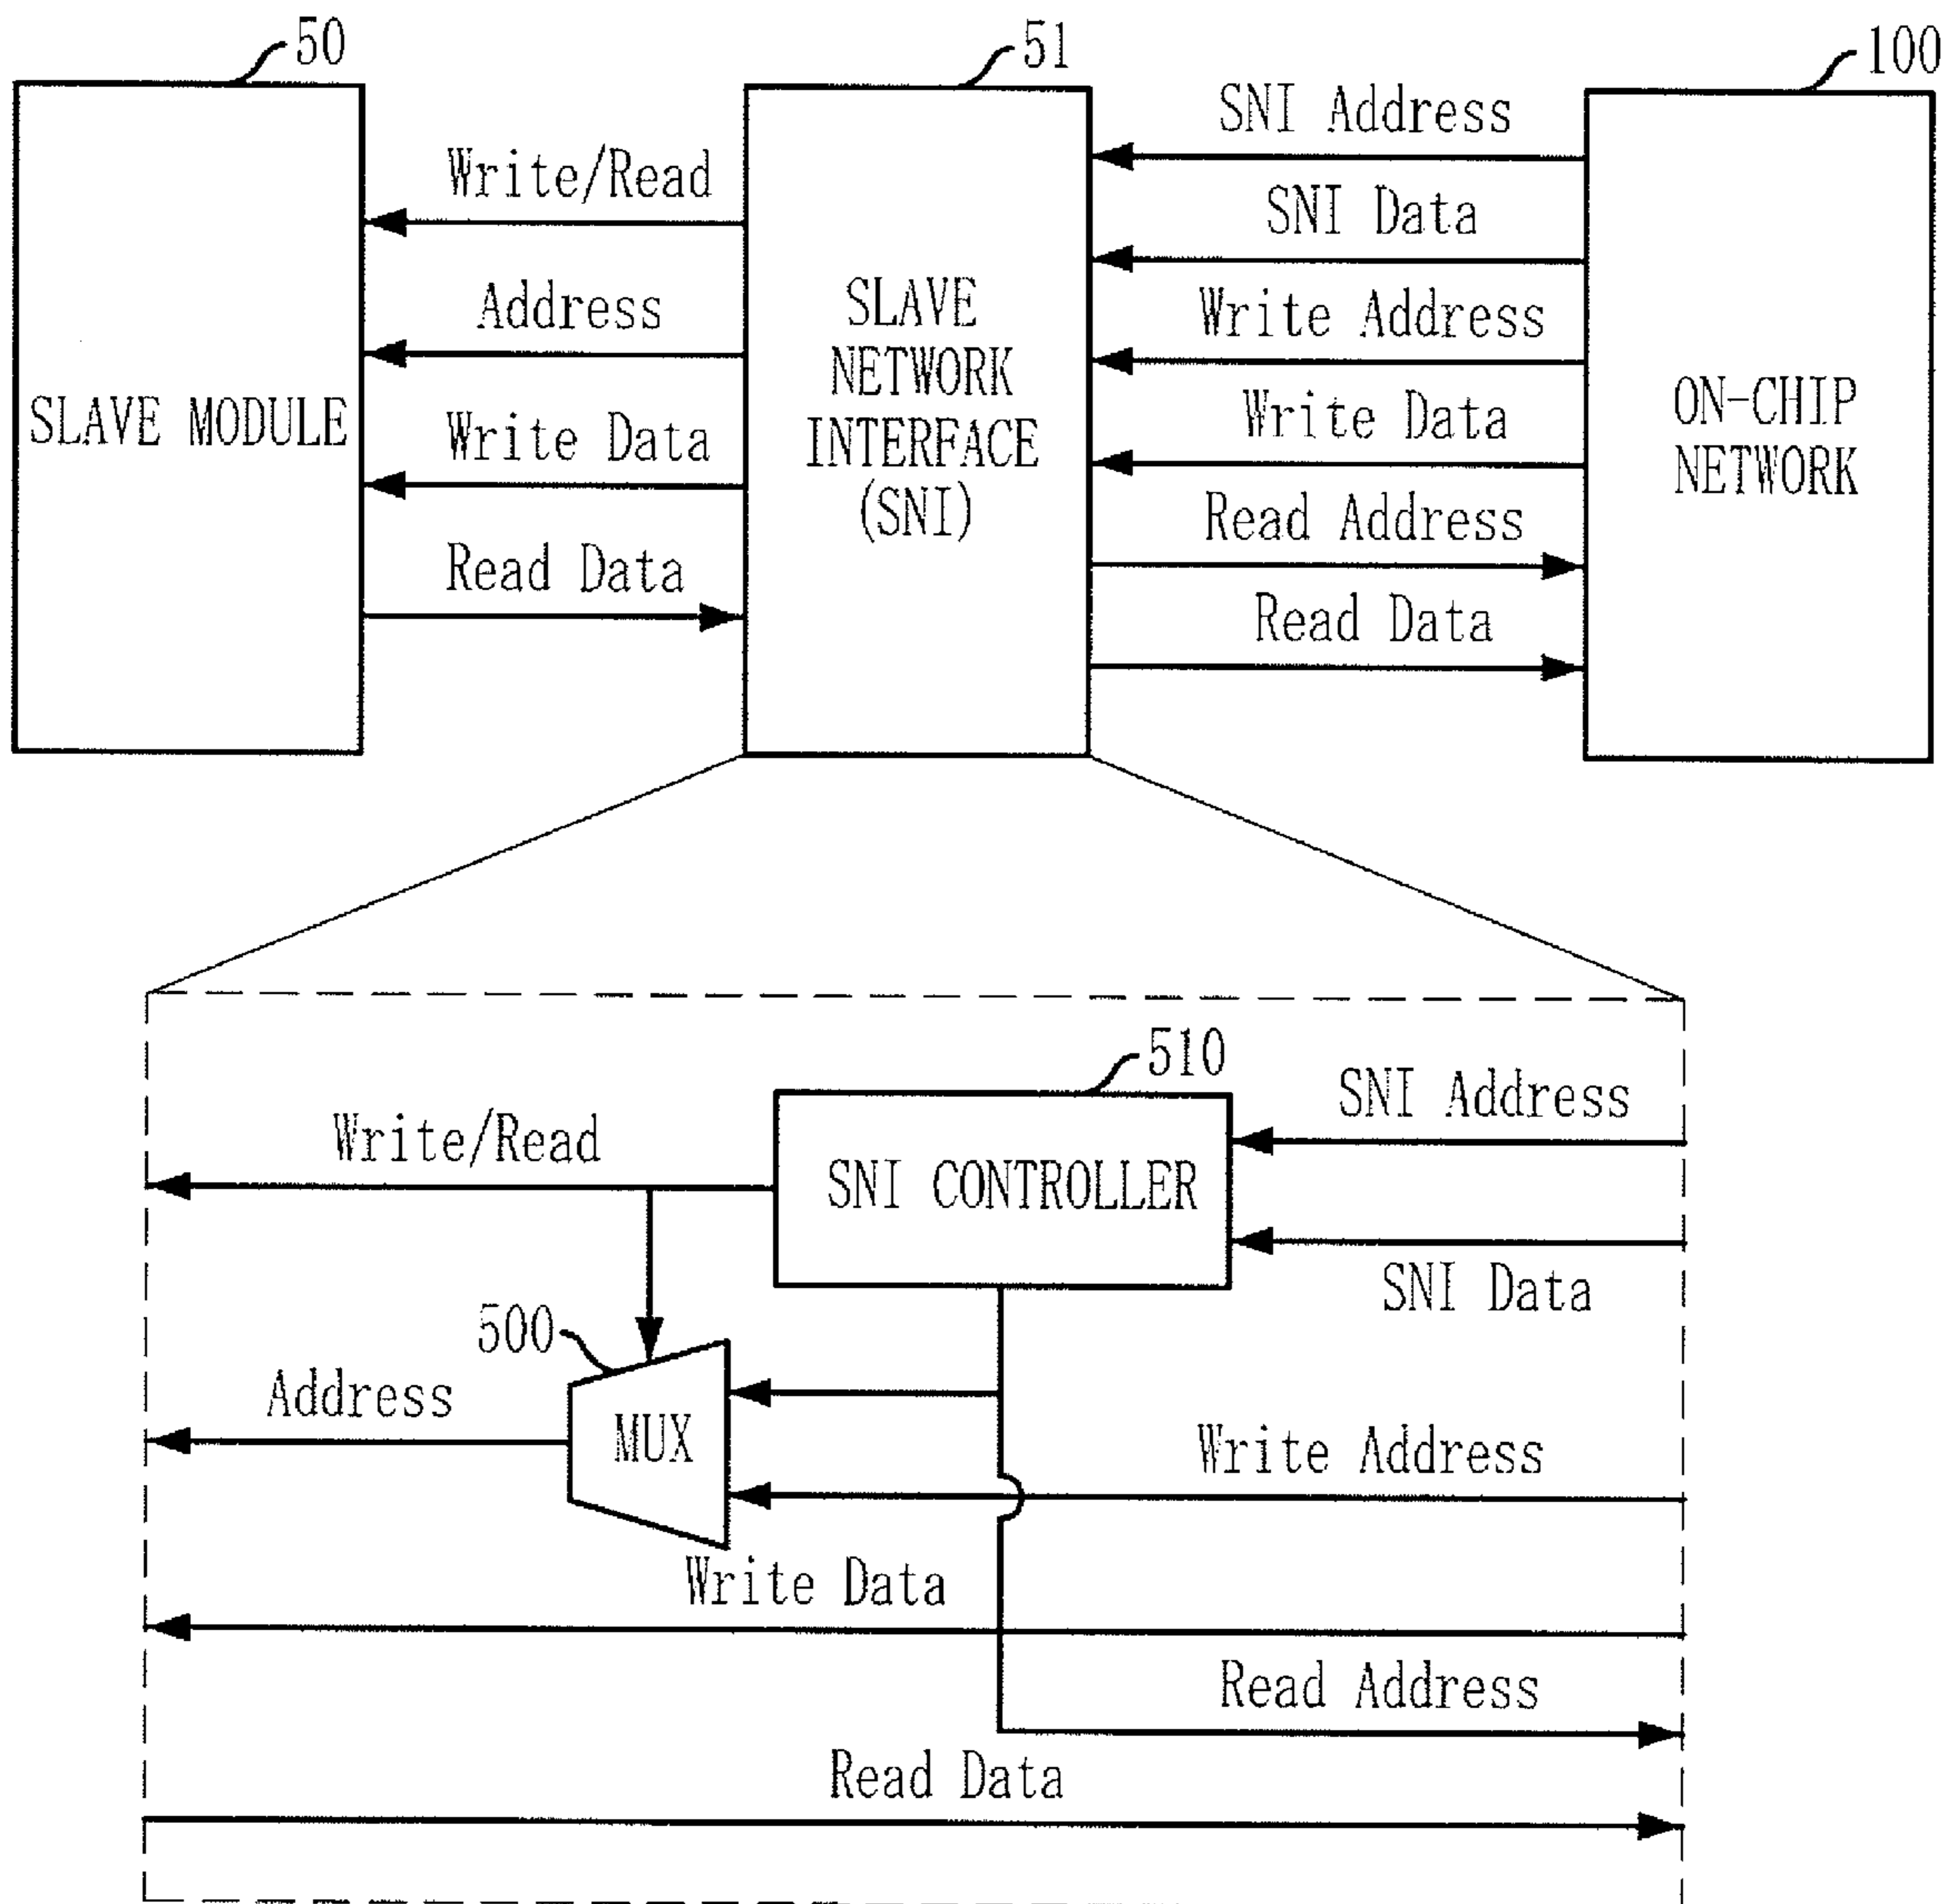 50
51
100
SNI Address
Write/Read
SNI Data
Address
Write Address
SLAVE MODULE
SLAVE
NETWORK
INTERFACE
(SNI)
Write Data
Write Data
ON-CHIP
NETWORK
Read Data
Read Address
Read Data
510
SNI Address
Write/Read
SNI CONTROLLER
SNI Data
500
Address
MUX
Write Address
Write Data
Read Address
Read Data